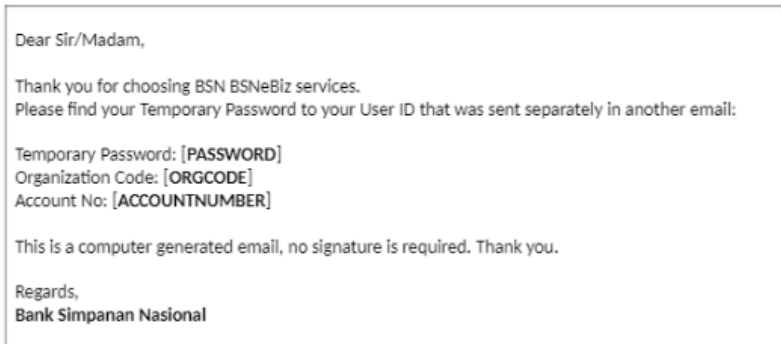 Dear Sir/Madam,
Thank you for choosing BSN BSNeBiz services.
Please find your Temporary Password to your User ID that was sent separately in another email:
Temporary Password: [PASSWORD]
Organization Code: [ORGCODE]
Account No: [ACCOUNTNUMBER]
This is a computer generated email, no signature is required. Thank you.
Regards,
Bank Simpanan Nasional